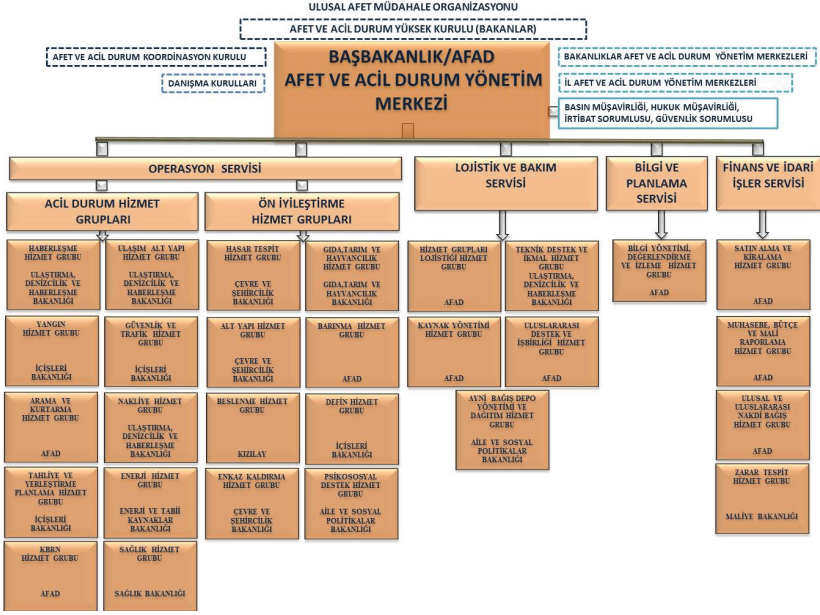 ULUSAL AFET MÜDAHALE ORGANIZASYONU
AFET VE ACİL DURUM YÜKSEK KURULU (BAKANLAR)
AFET VE ACİL DURUM KOORDİNASYON KURULU
DANIŞMA KURULLARI
BAŞBAKANLIK/AFAD
AFET VE ACİL DURUM YÖNETİM
MERKEZİ
BAKANLIKLAR AFET VE ACİL DURUM YÖNETİM MERKEZLERİ
İL AFET VE ACİL DURUM YÖNETİM MERKEZLERİ
BASIN MÜŞAVİRLİĞİ, HUKUK MÜŞAVİRLİĞİ,
İRTİBAT SORUMLUSU, GÜVENLİK SORUMLUSU
OPERASYON SERVİSİ
ACİL DURUM HİZMET
GRUPLARI
HABERLEŞME
HİZMET GRUBU
ULAŞTIRMA,
DENİZCİLİK VE
HABERLEŞME
BAKANLIĞI
ULAŞIM ALT YAPI
HİZMET GRUBU
ULAŞTIRMA,
DENİZCİLİK VE
HABERLEŞME
BAKANLIĞI
YANGIN
HİZMET GRUBU
İÇİŞLERİ
BAKANLIĞI
GÜVENLİK VE
TRAFİK HİZMET
GRUBU
İÇİŞLERİ
BAKANLIĞI
ARAMA VE
KURTARMA
HİZMET GRUBU
AFAD
NAKLİYE HİZMET
GRUBU
ULAŞTIRMA,
DENİZCİLİK VE
HABERLEŞME
BAKANLIĞI
TAHLİYE VE
YERLEŞTİRME
PLANLAMA HİZMET
GRUBU
İÇİŞLERİ
BAKANLIĞI
ENERJİ HİZMET
GRUBU
ENERJİ VE TABİİ
KAYNAKLAR
BAKANLIĞI
KBRN
HİZMET GRUBU
AFAD
SAĞLIK HİZMET
GRUBU
SAĞLIK BAKANLIĞI
ÖN İYİLEŞTİRME
HİZMET GRUPLARI
HASAR TESPİT
HİZMET GRUBU
ÇEVRE VE
ŞEHİRCİLİK
BAKANLIĞI
GIDA,TARIM VE
HAYVANCILIK
HİZMET GRUBU
GIDA,TARIM VE
HAYVANCILIK
BAKANLIĞI
ALT YAPI HİZMET
GRUBU
ÇEVRE VE
ŞEHİRCİLİK
BAKANLIĞI
BARINMA HİZMET
GRUBU
AFAD
BESLENME HİZMET
GRUBU
KIZILAY
DEFİN HİZMET
GRUBU
İÇİŞLERİ
BAKANLIĞI
ENKAZ KALDIRMA
HİZMET GRUBU
ÇEVRE VE
ŞEHİRCİLİK
BAKANLIĞI
PSİKOSOSYAL
DESTEK HİZMET
GRUBU
AİLE VE SOSYAL
POLİTİKALAR
BAKANLIĞI
LOJİSTİK VE BAKIM
SERVİSİ
HİZMET GRUPLARI
LOJİSTİĞİ HİZMET
GRUBU
AFAD
TEKNİK DESTEK VE
İKMAL HİZMET
GRUBU
ULAŞTIRMA,
DENİZCİLİK VE
HABERLEŞME
BAKANLIĞI
KAYNAK YÖNETİMİ
HİZMET GRUBU
AFAD
ULUSLARARASI
DESTEK VE
İŞBİRLİĞİ HİZMET
GRUBU
AFAD
AYNİ BAĞIŞ DEPO
YÖNETİMİ VE
DAĞITIM HİZMET
GRUBU
AİLE VE SOSYAL
POLİTİKALAR
BAKANLIĞI
BİLGİ VE
PLANLAMA
SERVİSİ
BİLGİ YÖNETİMİ,
DEĞERLENDİRME
VE İZLEME HİZMET
GRUBU
AFAD
FİNANS VE İDARİ
İŞLER SERVİSİ
SATIN ALMA VE
KİRALAMA
HİZMET GRUBU
AFAD
MUHASEBE, BÜTÇE
VE MALİ
RAPORLAMA
HİZMET GRUBU
AFAD
ULUSAL VE
ULUSLARARASI
NAKDİ BAĞIŞ
HİZMET GRUBU
AFAD
ZARAR TESPİT
HİZMET GRUBU
MALİYE BAKANLIĞI